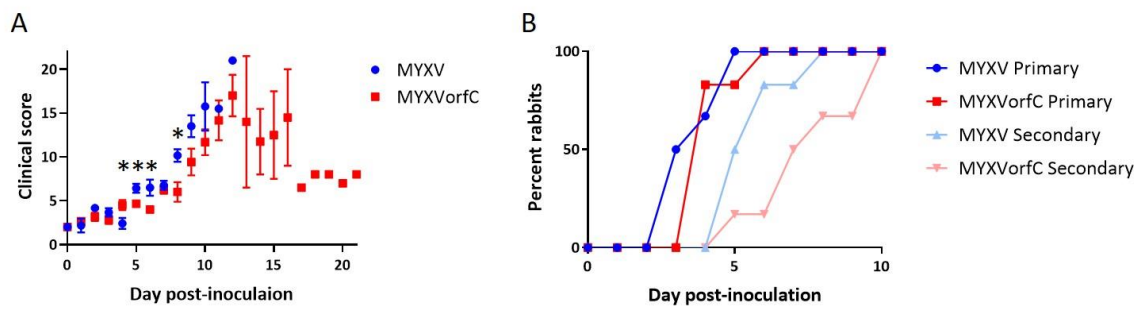 A
Clinical score
20
15
10
5
0
***
*
0
5
10
15
20
Day post-inoculaion
MYXV
MYXVorfC
B
Percent rabbits
100
50
0
0
5
10
Day post-inoculation
MYXV Primary
MYXVorfC Primary
MYXV Secondary
MYXVorfC Secondary